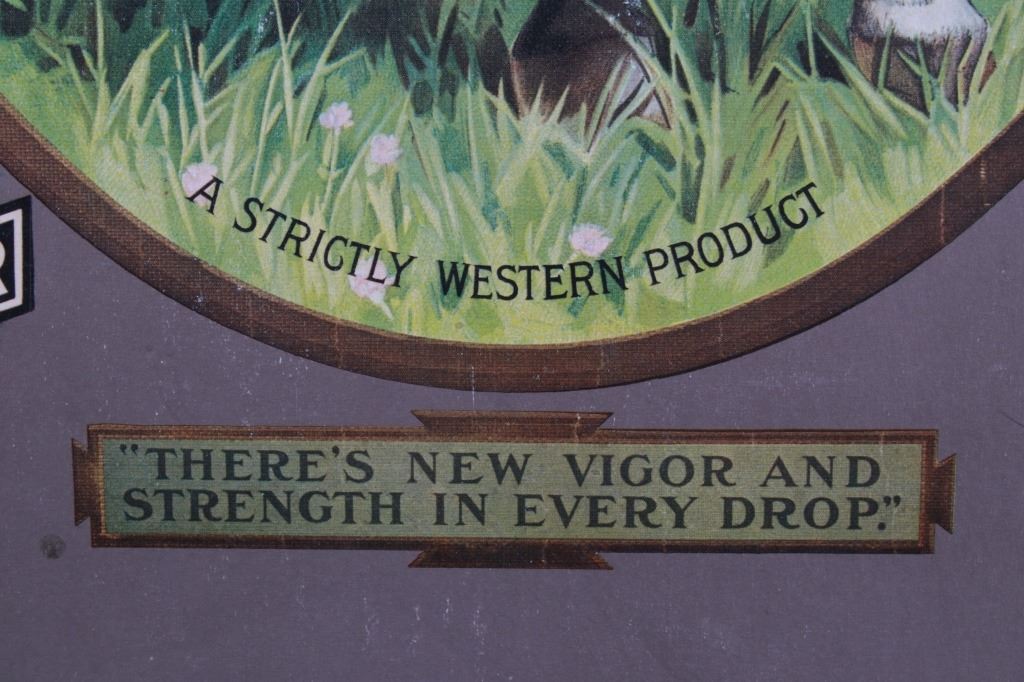 A STRICTLY WESTERN PRODUCT
R
"THERE'S NEW VIGOR AND
STRENGTH IN EVERY DROP."